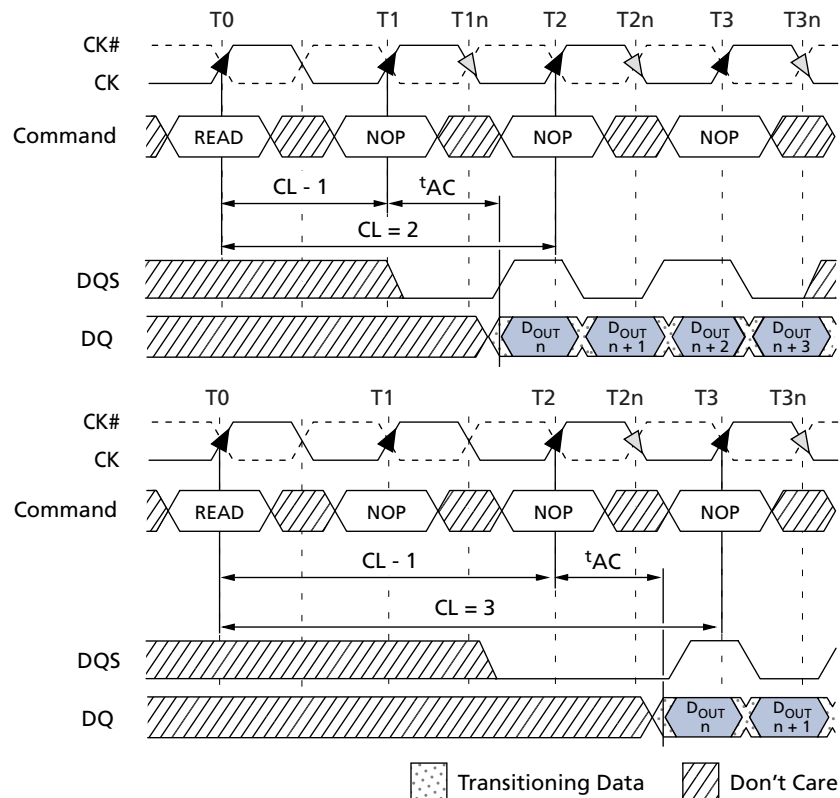 T0 T1 T1n T2 T2n T3 T3n
CK#
CK
Command READ NOP NOP NOP
CL - 1 tAC
CL = 2
DQS
DQ DOUT n DOUT n + 1 DOUT n + 2 DOUT n + 3
T0 T1 T2 T2n T3 T3n
CK#
CK
Command READ NOP NOP NOP
CL - 1 tAC
CL = 3
DQS
DQ DOUT n DOUT n + 1
Transitioning Data Don't Care